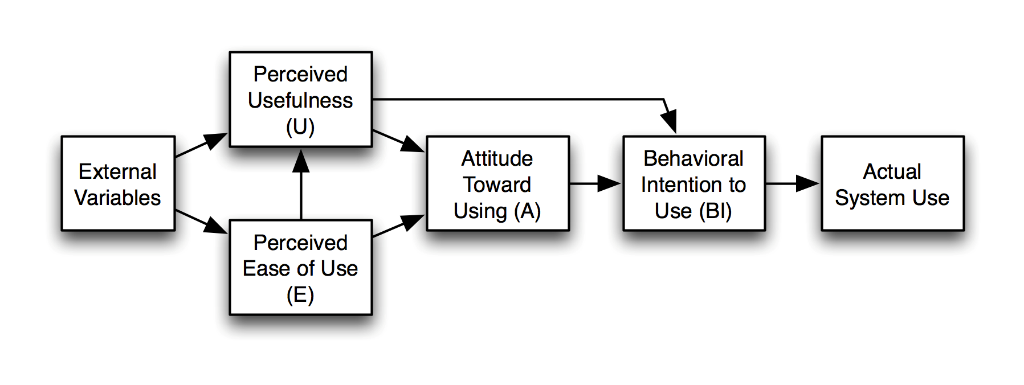 Perceived
Usefulness
(U)
External
Variables
Perceived
Ease of Use
(E)
Attitude
Toward
Using (A)
Behavioral
Intention to
Use (BI)
Actual
System Use